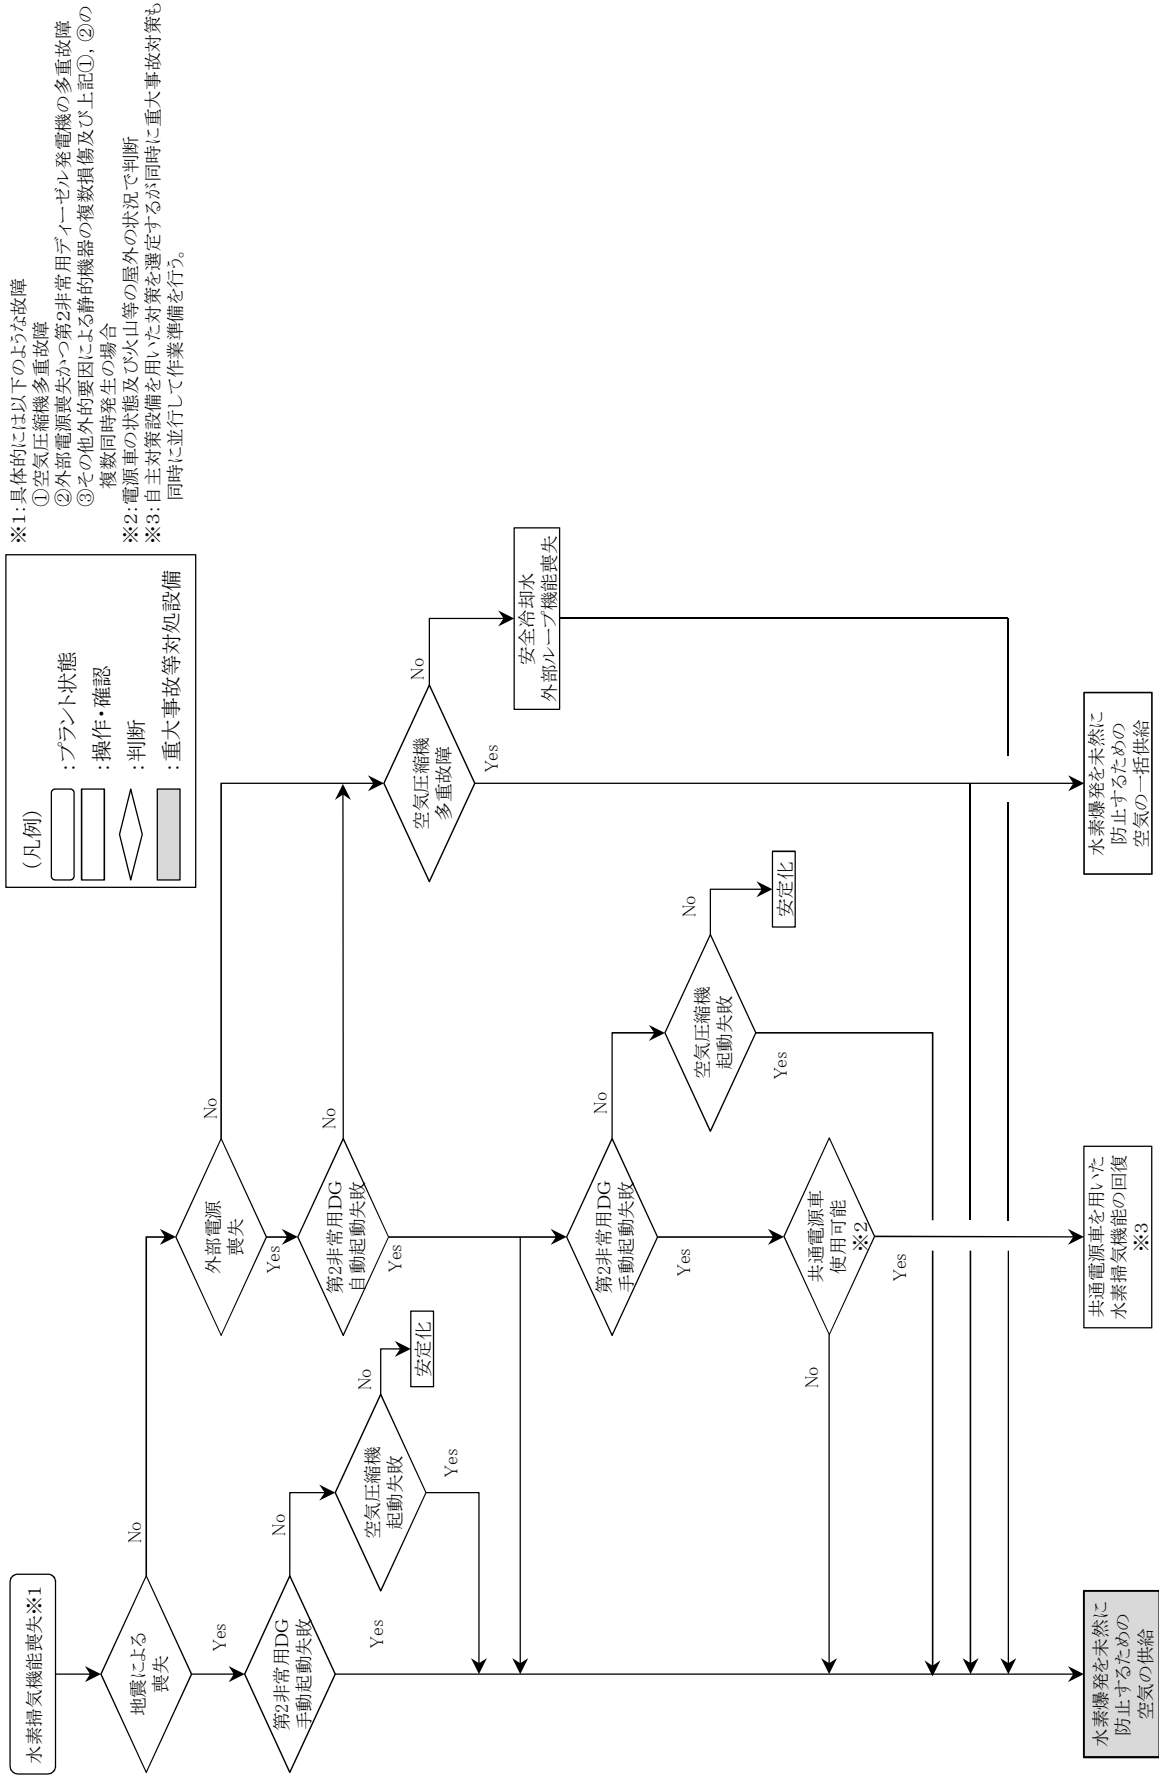 水素掃気機能喪失※1
地震による
喪失
No
Yes
第2非常用DG
手動起動失敗
No
Yes
空気圧縮機
起動失敗
No
Yes
安定化
外部電源
喪失
No
Yes
第2非常用DG
自動起動失敗
No
Yes
第2非常用DG
手動起動失敗
No
Yes
空気圧縮機
起動失敗
No
Yes
安定化
共通電源車
使用可能
※2
No
Yes
空気圧縮機
多重故障
No
Yes
安全冷却水
外部ループ機能喪失
水素爆発を未然に
防止するための
空気の供給
共通電源車を用いた
水素掃気機能の回復
※3
水素爆発を未然に
防止するための
空気の一括供給
(凡例)
:プラント状態
:操作・確認
:判断
:重大事故等対処設備
※1:具体的には以下のような故障
①空気圧縮機多重故障
②外部電源喪失かつ第2非常用ディーゼル発電機の多重故障
③その他外的要因による静的機器の複数損傷及び上記①，②の
複数同時発生の場合
※2:電源車の状態及び火山等の屋外の状況で判断
※3:自主対策設備を用いた対策を選定するが同時に重大事故対策も
同時に並行して作業準備を行う。